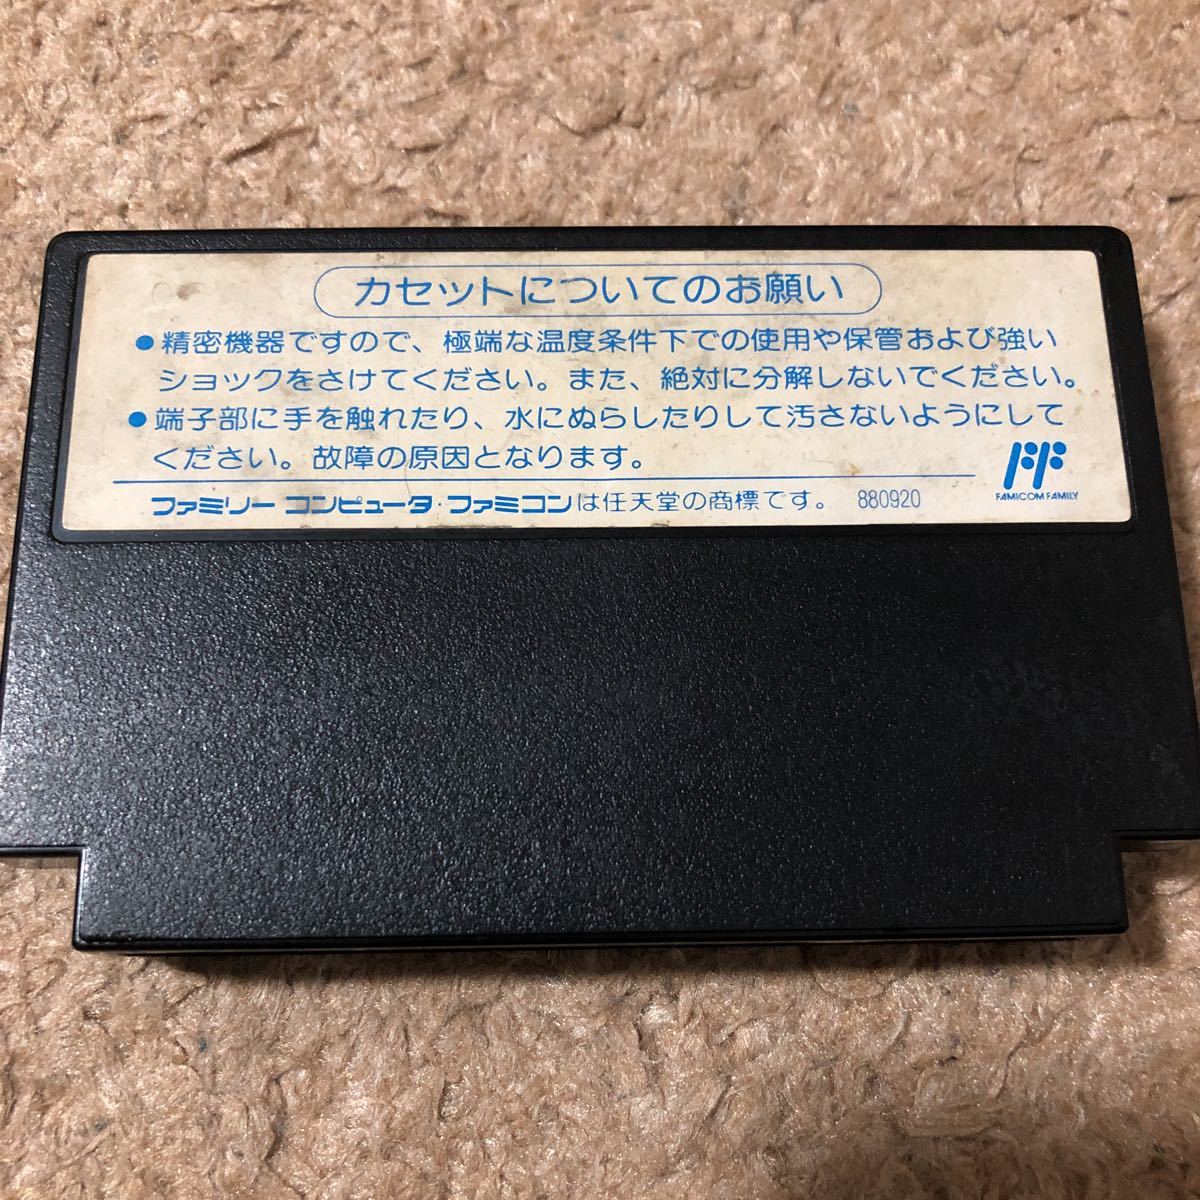 カセットについてのお願い
●精密機器ですので、極端な温度条件下での使用や保管および強い
ショックをさけてください。また、絶対に分解しないでください。
●端子部に手を触れたり、水にぬらしたりして汚さないようにして
ください。故障の原因となります。
FF
FAMICOM FAMILY
ファミリー コンピュータ・ファミコンは任天堂の商標です。 880920